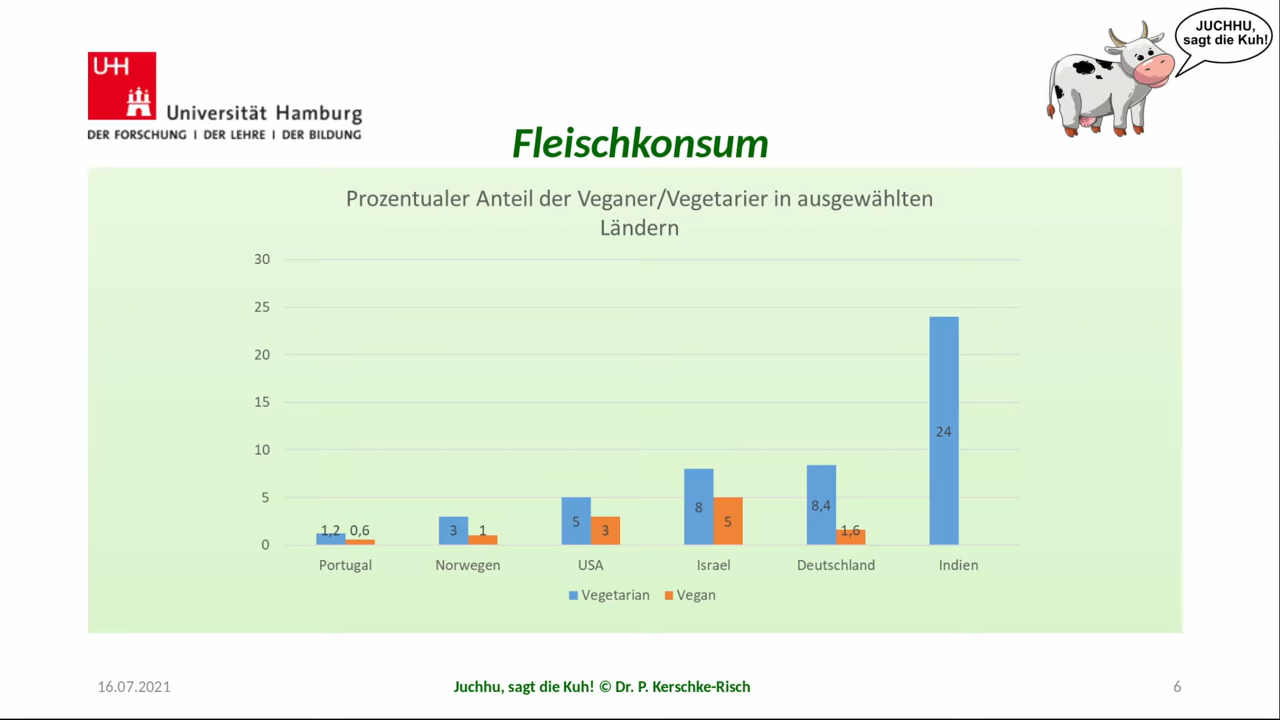 JUCHHU,
sagt die Kuh!
UHH
Universität Hamburg
DER FORSCHUNG I DER LEHRE I DER BILDUNG
Fleischkonsum
Prozentualer Anteil der Veganer/Vegetarier in ausgewählten
Ländern
30
25
20
15
10
5
0
1,2 0,6
3 1
5 3
8 5
8,4 1,6
24
Portugal Norwegen USA Israel Deutschland Indien
Vegetarian Vegan
16.07.2021 Juchhu, sagt die Kuh! © Dr. P. Kerschke-Risch 6